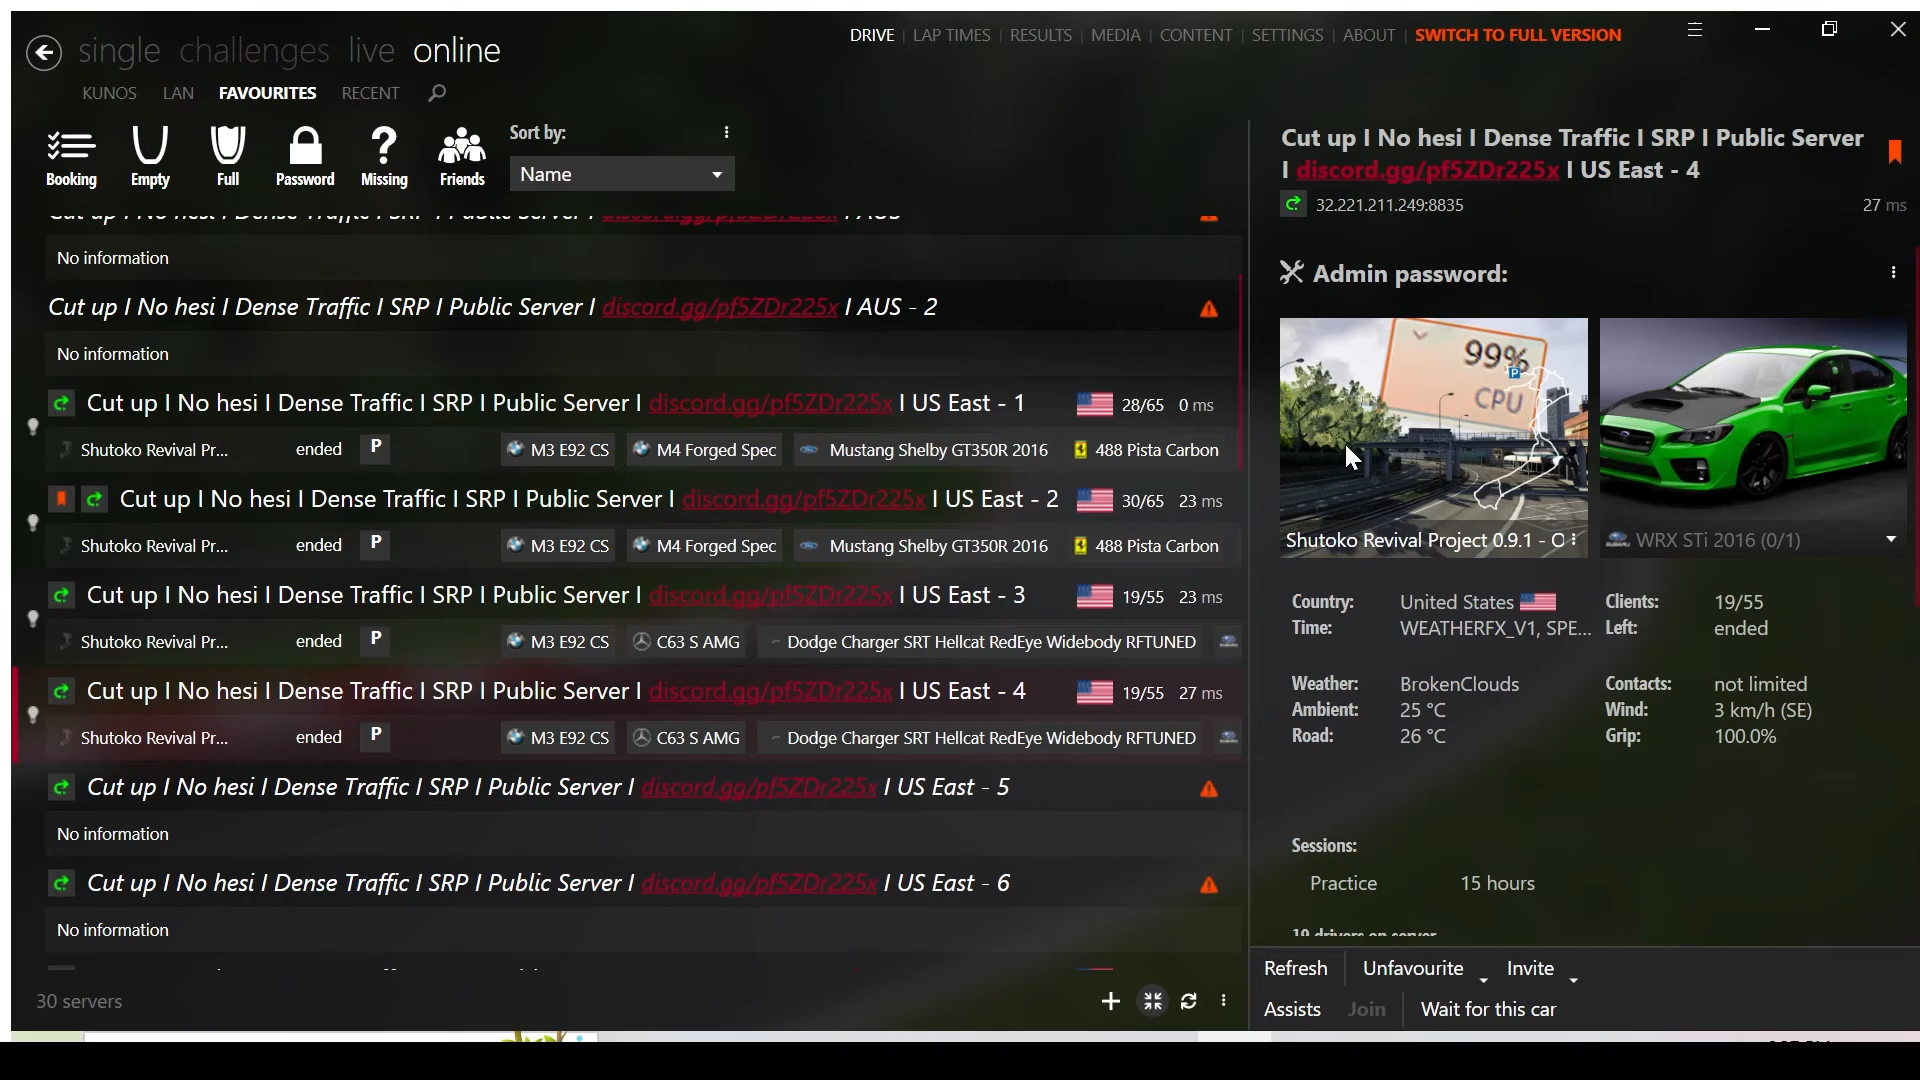 single challenges live online
DRIVE | LAP TIMES | RESULTS | MEDIA | CONTENT | SETTINGS | ABOUT | SWITCH TO FULL VERSION
KUNOS LAN FAVOURITES RECENT
Booking Empty Full Password Missing Friends
Sort by:
Name
No information
Cut up I No hesi I Dense Traffic I SRP I Public Server I discord.gg/pf5ZDr225x I AUS - 2
No information
Cut up I No hesi I Dense Traffic I SRP I Public Server I discord.gg/pf5ZDr225x I US East - 1 28/65 0 ms
Shutoko Revival Pr... ended P M3 E92 CS M4 Forged Spec Mustang Shelby GT350R 2016 488 Pista Carbon
Cut up I No hesi I Dense Traffic I SRP I Public Server I discord.gg/pf5ZDr225x I US East - 2 30/65 23 ms
Shutoko Revival Pr... ended P M3 E92 CS M4 Forged Spec Mustang Shelby GT350R 2016 488 Pista Carbon
Cut up I No hesi I Dense Traffic I SRP I Public Server I discord.gg/pf5ZDr225x I US East - 3 19/55 23 ms
Shutoko Revival Pr... ended P M3 E92 CS C63 S AMG Dodge Charger SRT Hellcat RedEye Widebody RFTUNED
Cut up I No hesi I Dense Traffic I SRP I Public Server I discord.gg/pf5ZDr225x I US East - 4 19/55 27 ms
Shutoko Revival Pr... ended P M3 E92 CS C63 S AMG Dodge Charger SRT Hellcat RedEye Widebody RFTUNED
Cut up I No hesi I Dense Traffic I SRP I Public Server I discord.gg/pf5ZDr225x I US East - 5
No information
Cut up I No hesi I Dense Traffic I SRP I Public Server I discord.gg/pf5ZDr225x I US East - 6
No information
30 servers
Cut up I No hesi I Dense Traffic I SRP I Public Server
I discord.gg/pf5ZDr225x I US East - 4
32.221.211.249:8835 27 ms
Admin password:
99%
P
CPU
Shutoko Revival Project 0.9.1 - O
WRX STi 2016 (0/1)
Country: United States Clients: 19/55
Time: WEATHERFX_V1, SPE... Left: ended
Weather: BrokenClouds Contacts: not limited
Ambient: 25 °C Wind: 3 km/h (SE)
Road: 26 °C Grip: 100.0%
Sessions:
Practice 15 hours
19 drivers on server
Refresh Unfavourite Invite
Assists Join Wait for this car